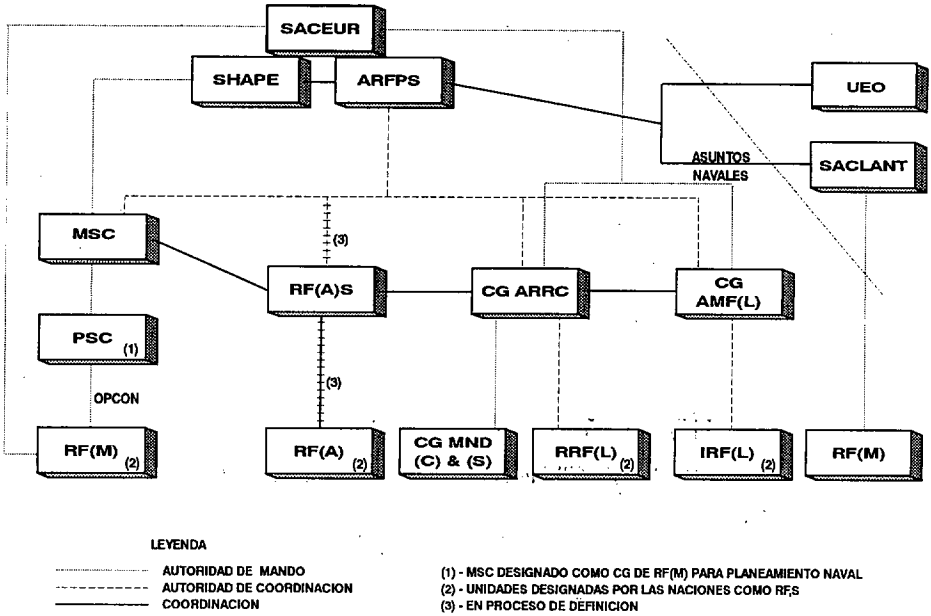 SACEUR
SHAPE
ARFPS
UEO
ASUNTOS
NAVALES
SACLANT
MSC
(3)
RF(A)S
CG ARRC
CG
AMF(L)
PSC
(1)
(3)
OPCON
RF(M)
(2)
RF(A)
(2)
CG MND
(C) & (S)
RRF(L)
(2)
IRF(L)
(2)
RF(M)
LEYENDA
AUTORIDAD DE MANDO
AUTORIDAD DE COORDINACION
COORDINACION
(1) - MSC DESIGNADO COMO CG DE RF(M) PARA PLANEAMIENTO NAVAL
(2) - UNIDADES DESIGNADAS POR LAS NACIONES COMO RF,S
(3) - EN PROCESO DE DEFINICION